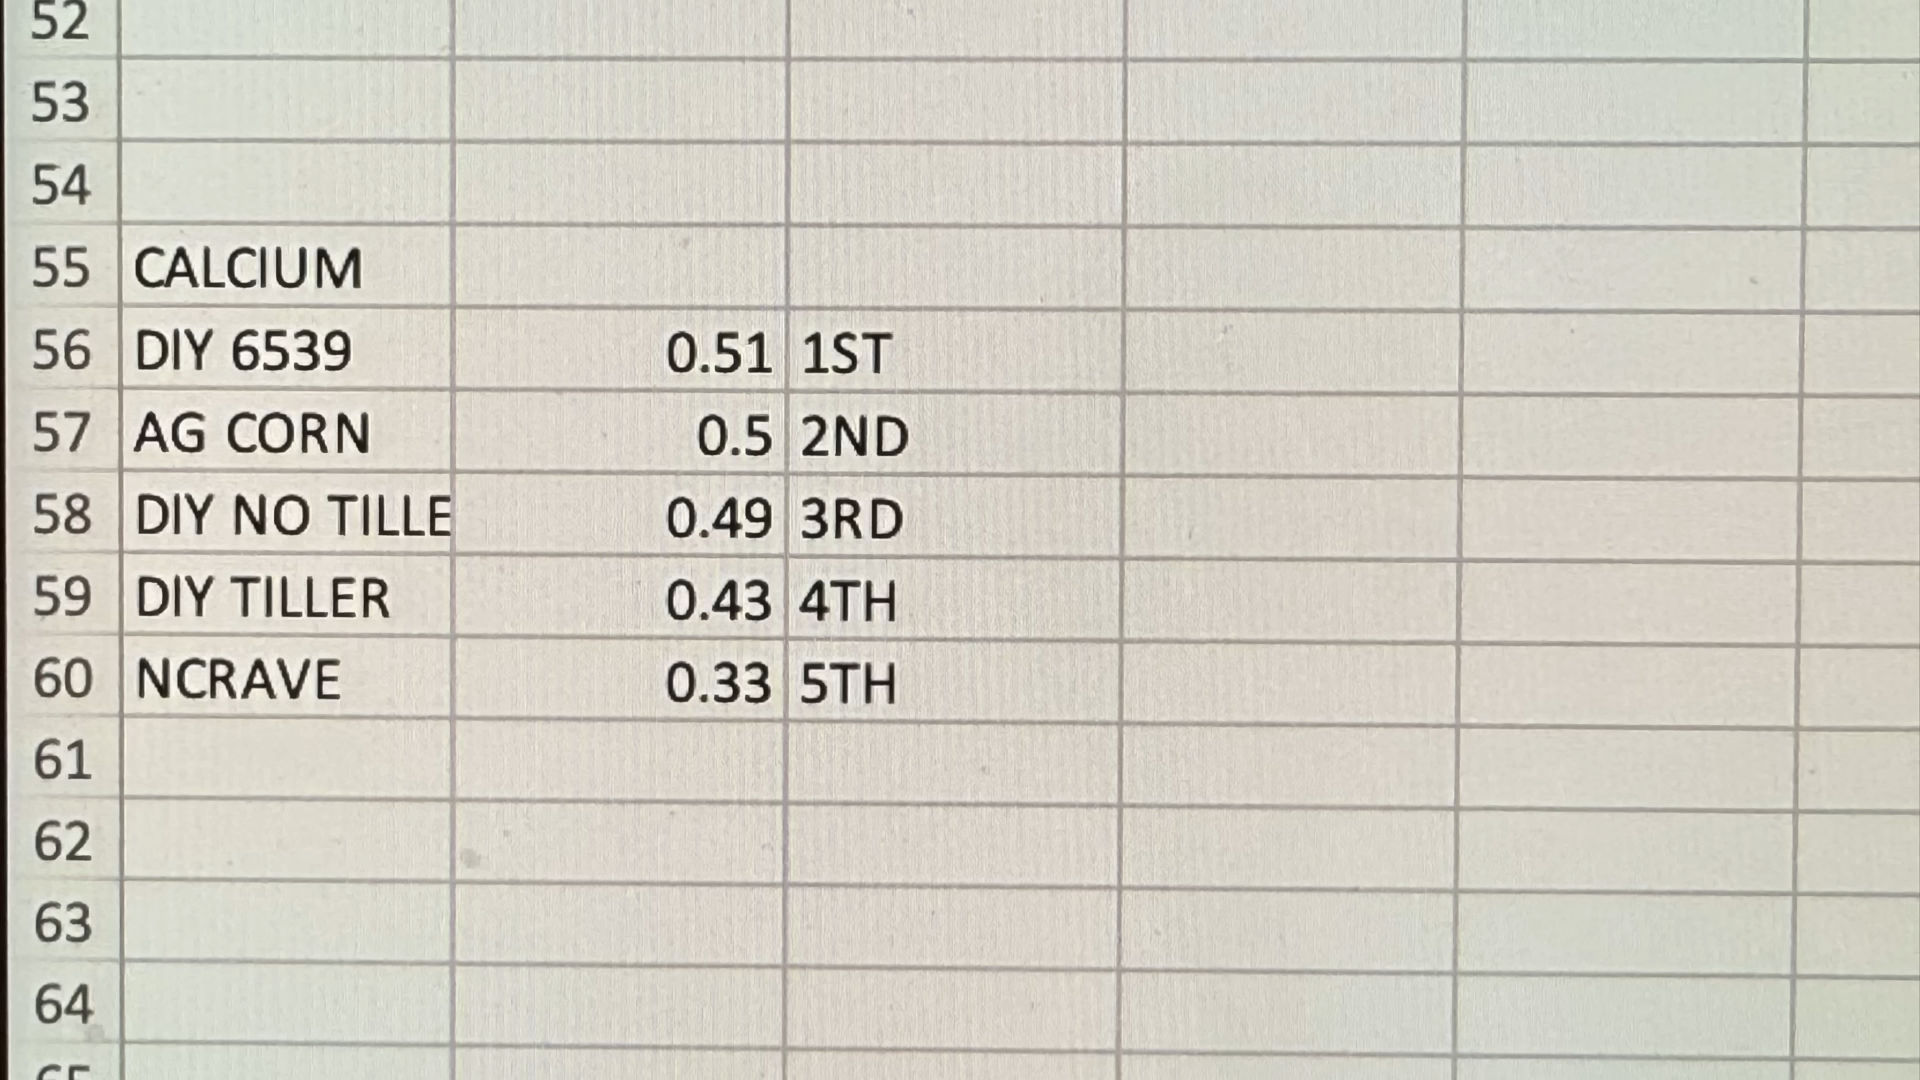 52
53
54
55 CALCIUM
56 DIY 6539 0.51 1ST
57 AG CORN 0.5 2ND
58 DIY NO TILLE 0.49 3RD
59 DIY TILLER 0.43 4TH
60 NCRAVE 0.33 5TH
61
62
63
64
65